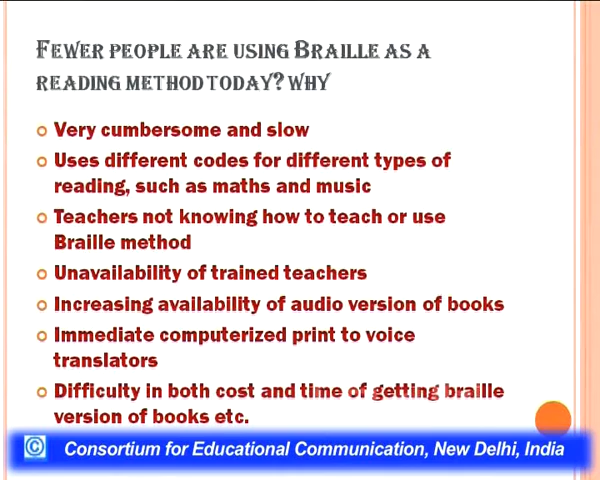 Fewer people are using Braille as a
reading method today? why
Very cumbersome and slow
Uses different codes for different types of
reading, such as maths and music
Teachers not knowing how to teach or use
Braille method
Unavailability of trained teachers
Increasing availability of audio version of books
Immediate computerized print to voice
translators
Difficulty in both cost and time of getting braille
version of books etc.
© Consortium for Educational Communication, New Delhi, India